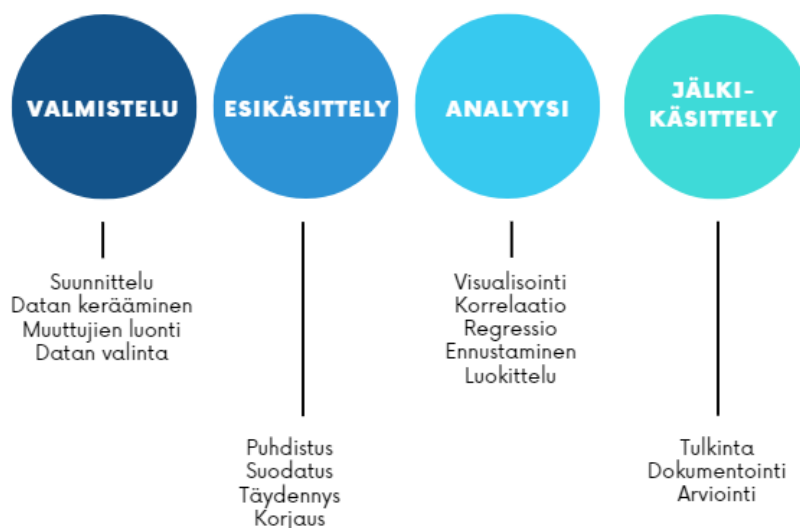 VALMISTELU
ESIKÄSITTELY
ANALYYSI
JÄLKI-
KÄSITTELY
Suunnittelu
Datan kerääminen
Muuttujien luonti
Datan valinta
Visualisointi
Korrelaatio
Regressio
Ennustaminen
Luokittelu
Puhdistus
Suodatus
Täydennys
Korjaus
Tulkinta
Dokumentointi
Arviointi